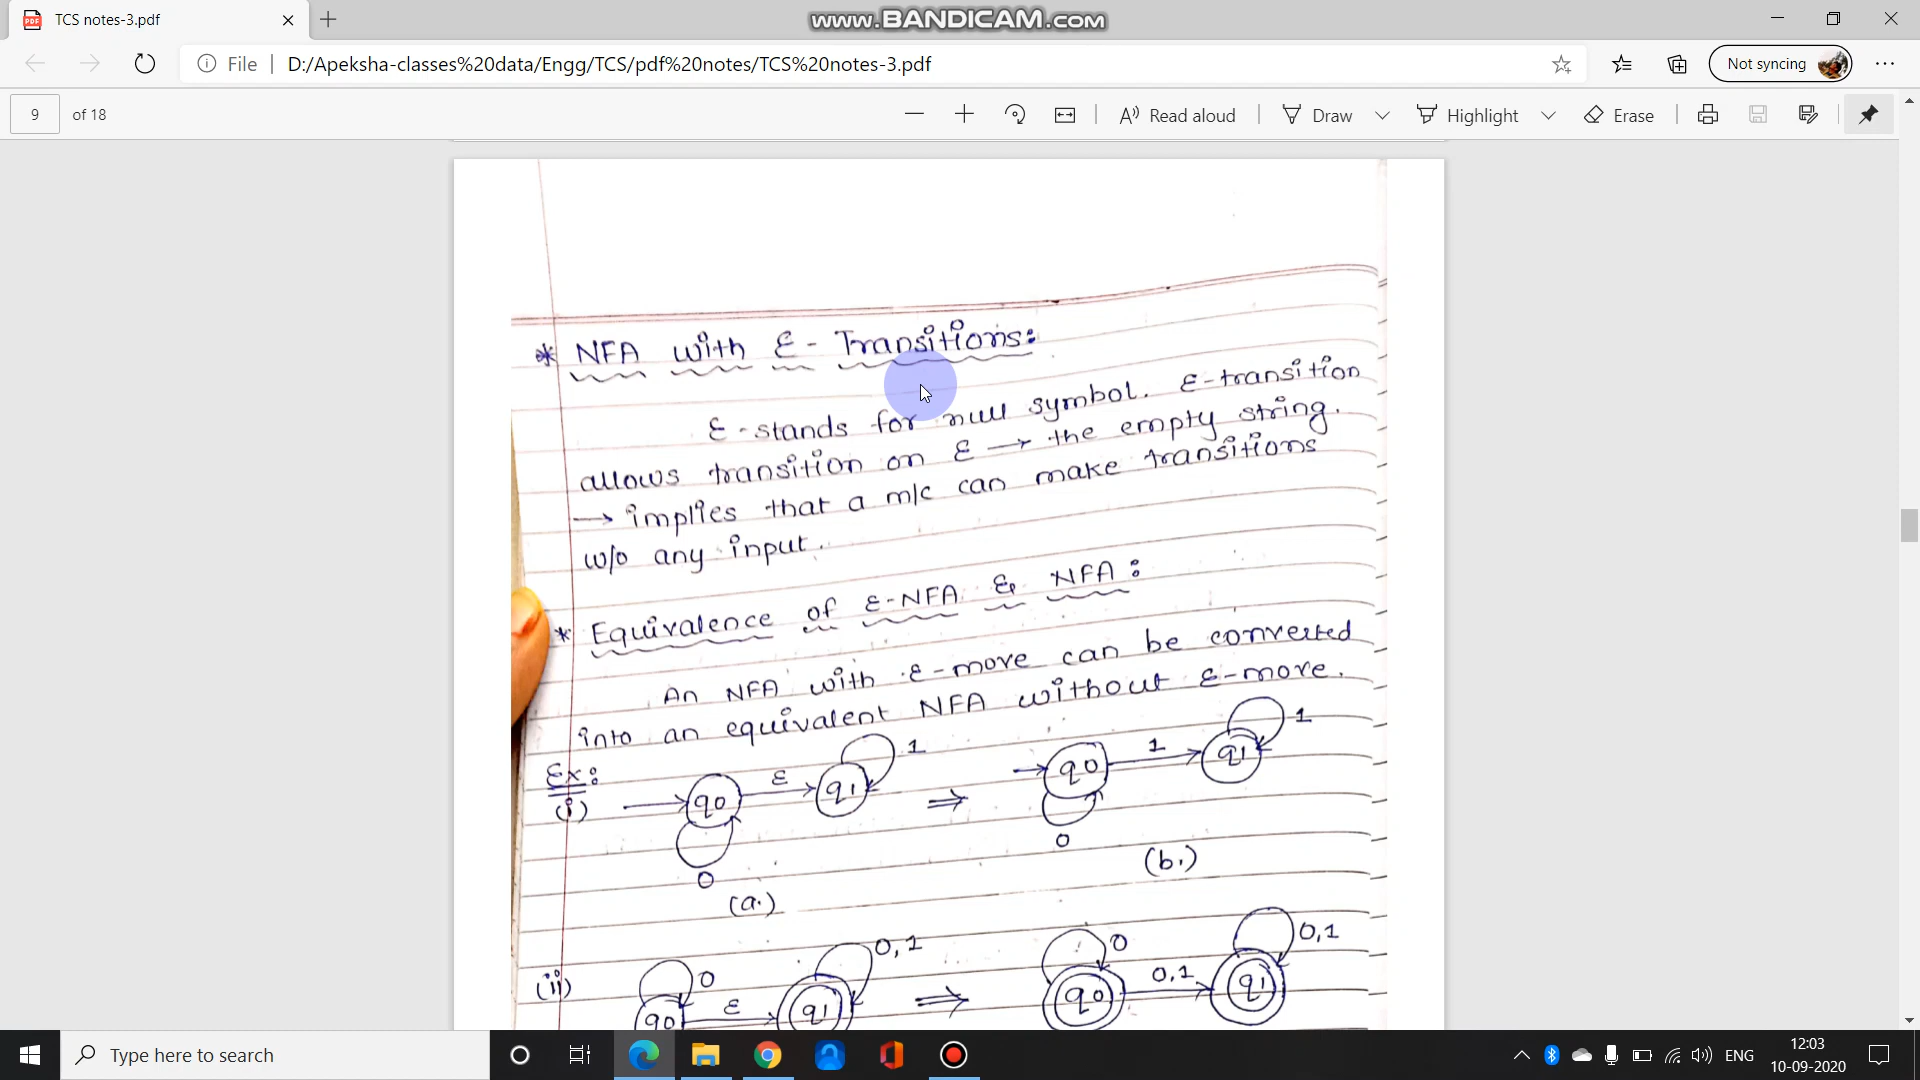 TCS notes-3.pdf
www.BANDICAM.com
File
D:/Apeksha-classes%20data/Engg/TCS/pdf%20notes/TCS%20notes-3.pdf
Not syncing
9 of 18
Read aloud
Draw
Highlight
Erase
* NFA with ε - Transitions:
ε - stands for null symbol. ε-transition
allows transition on ε → the empty string.
→ implies that a m/c can make transitions
w/o any input.
* Equivalence of ε-NFA & NFA :
An NFA with ε-move can be converted
into an equivalent NFA without ε-move.
Ex:
(i)
q0 ε q1 1 ⇒ q0 1 q1 1
0 0
(a.) (b.)
(ii)
0 0,1 0 0,1
q0 ε q1 ⇒ q0 0,1 q1
Type here to search
ENG
12:03
10-09-2020